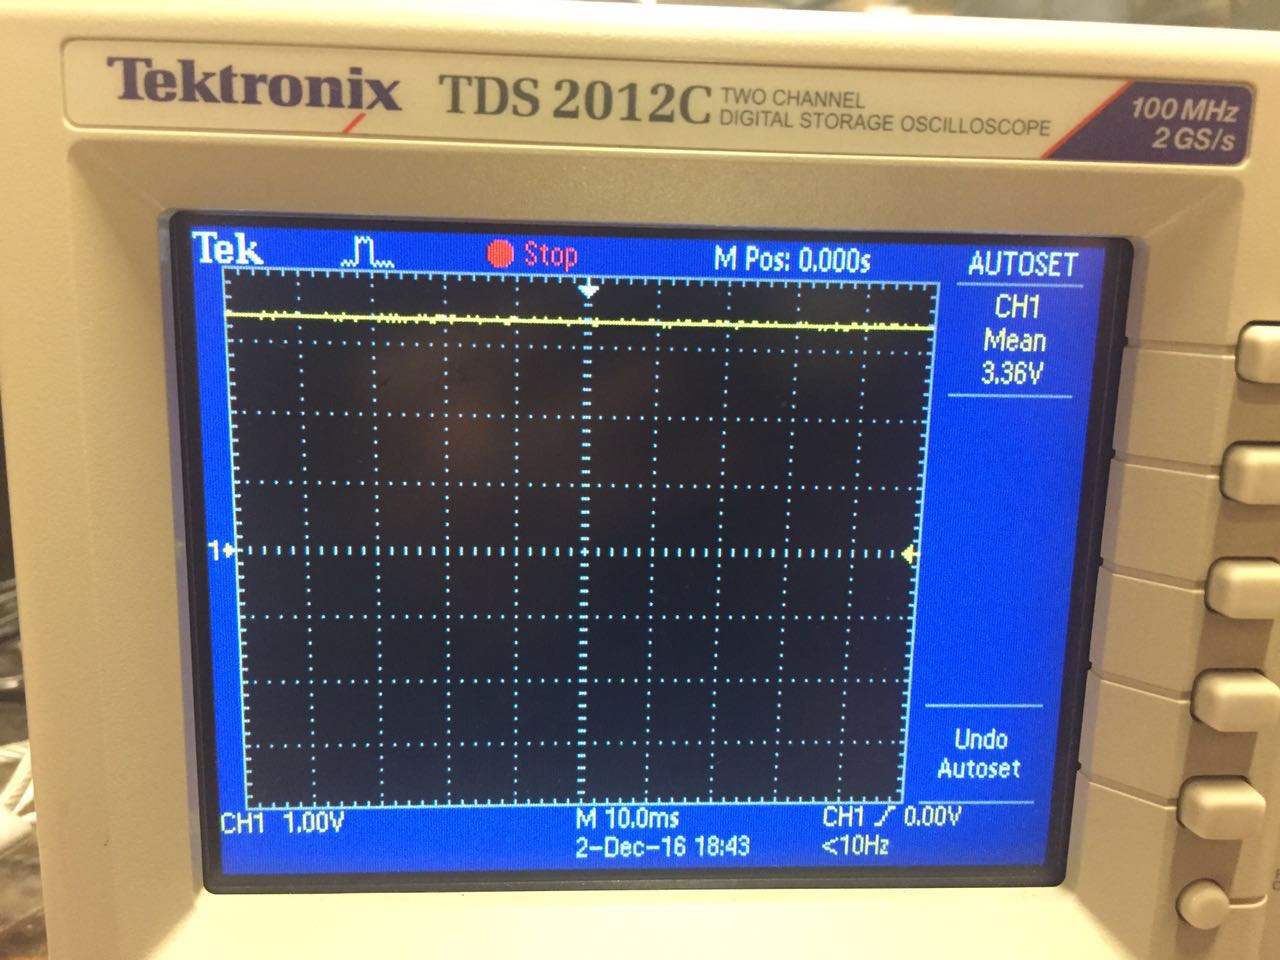 Tektronix TDS 2012C TWO CHANNEL
DIGITAL STORAGE OSCILLOSCOPE
100 MHz
2 GS/s
Tek Stop M Pos: 0.000s AUTOSET
CH1
Mean
3.36V
1
Undo
Autoset
CH1 1.00V M 10.0ms CH1 0.00V
2-Dec-16 18:43 <10Hz